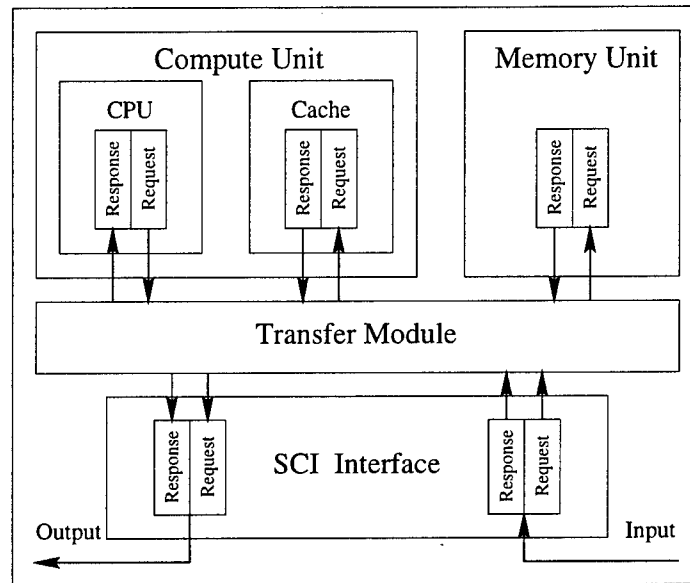 Compute Unit
Memory Unit
CPU
Cache
Response
Request
Response
Request
Response
Request
Transfer Module
Response
Request
SCI Interface
Response
Request
Output
Input